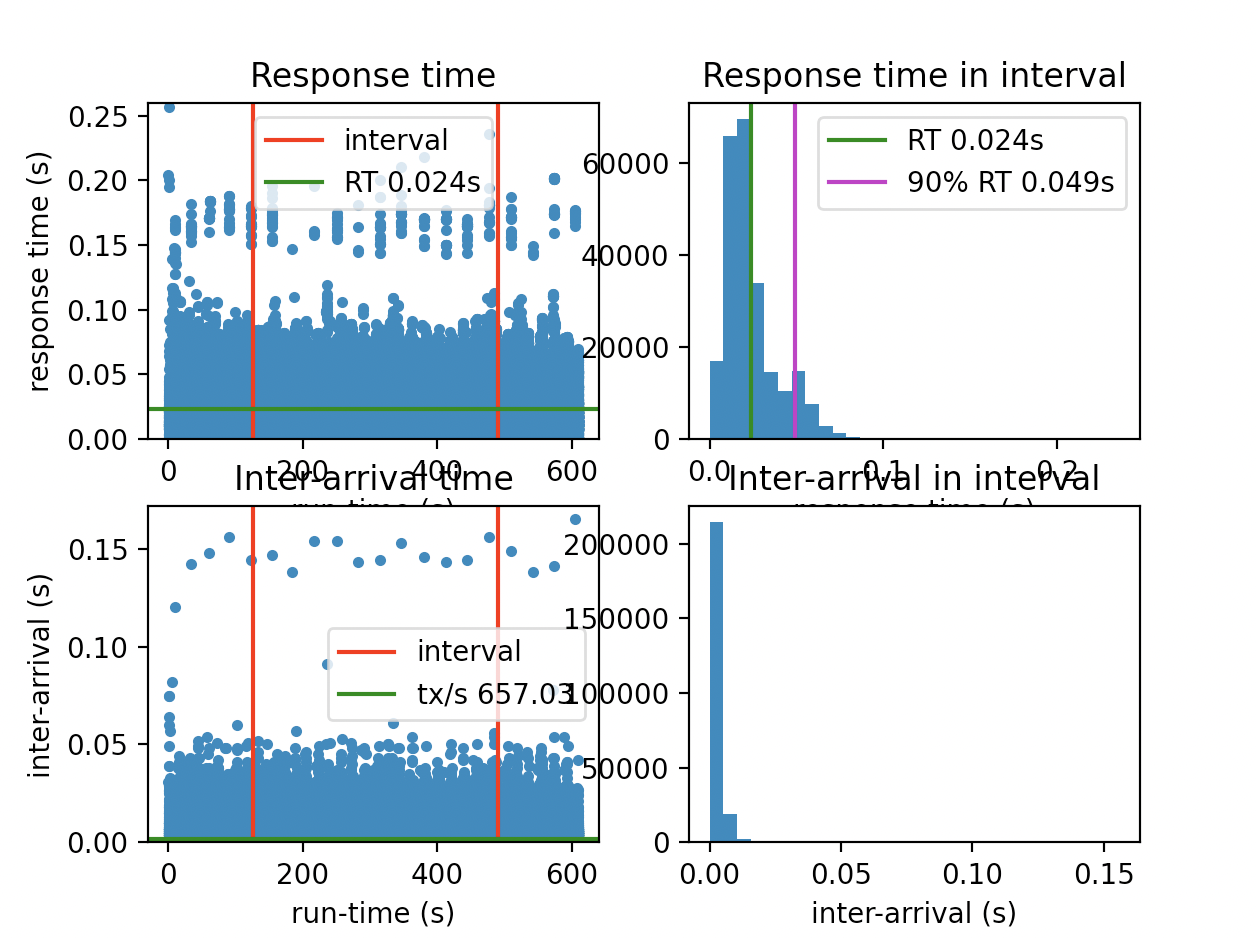 Response time
response time (s)
0.25
0.20
0.15
0.10
0.05
0.00
interval
RT 0.024s
0
200
400
600
run-time (s)
Response time in interval
60000
40000
20000
0
RT 0.024s
90% RT 0.049s
0.0
0.1
0.2
response time (s)
Inter-arrival time
inter-arrival (s)
0.15
0.10
0.05
0.00
interval
tx/s 657.03
0
200
400
600
run-time (s)
Inter-arrival in interval
200000
150000
100000
50000
0
0.00
0.05
0.10
0.15
inter-arrival (s)